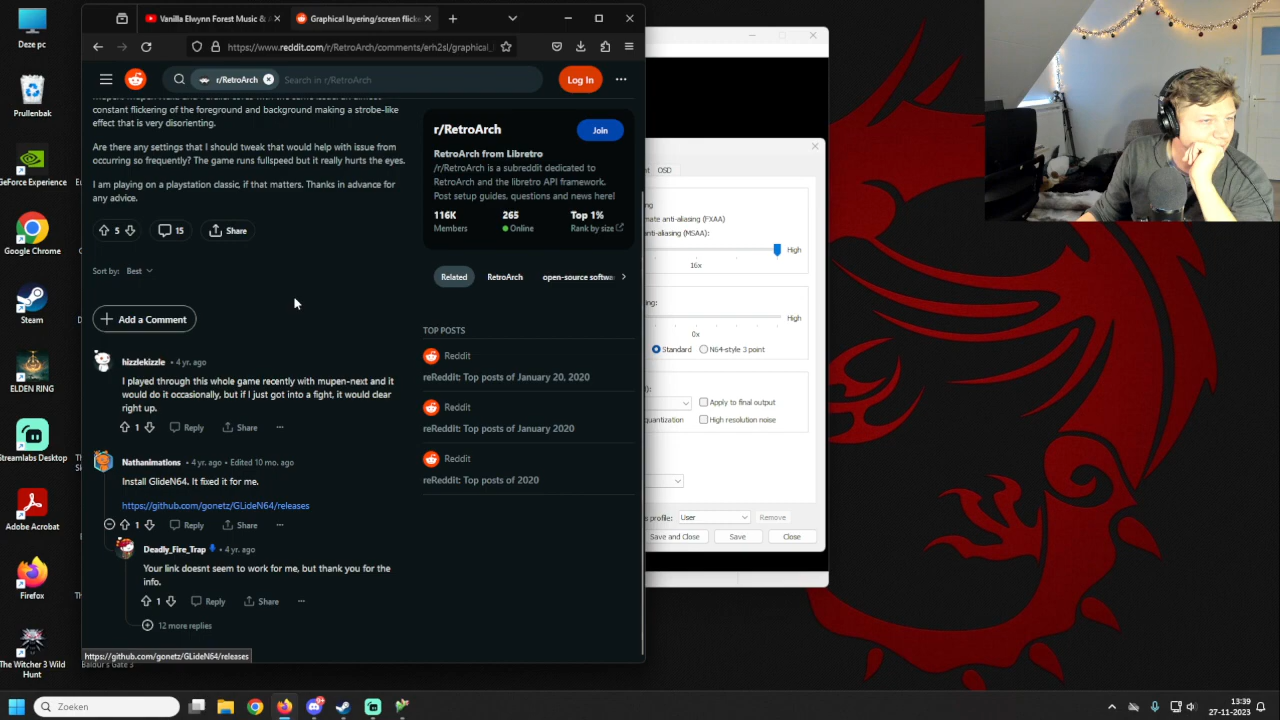 Deze pc
Prullenbak
GeForce Experience
Google Chrome
Steam
ELDEN RING
Streamlabs Desktop
Adobe Acrobat
Firefox
The Witcher 3 Wild
Hunt
Baldur's Gate 3
Vanilla Elwynn Forest Music &
Graphical layering/screen flicke
https://www.reddit.com/r/RetroArch/comments/erh2sl/graphical_
r/RetroArch
Search in r/RetroArch
Log In
constant flickering of the foreground and background making a strobe-like
effect that is very disorienting.
Are there any settings that I should tweak that would help with issue from
occurring so frequently? The game runs fullspeed but it really hurts the eyes.
I am playing on a playstation classic, if that matters. Thanks in advance for
any advice.
5
15
Share
Sort by: Best
Add a Comment
hizzlekizzle • 4 yr. ago
I played through this whole game recently with mupen-next and it
would do it occasionally, but if I just got into a fight, it would clear
right up.
1
Reply
Share
Nathanimations • 4 yr. ago • Edited 10 mo. ago
Install GlideN64. It fixed it for me.
https://github.com/gonetz/GLideN64/releases
1
Reply
Share
Deadly_Fire_Trap • 4 yr. ago
Your link doesnt seem to work for me, but thank you for the
info.
1
Reply
Share
12 more replies
https://github.com/gonetz/GLideN64/releases
r/RetroArch
Join
RetroArch from Libretro
/r/RetroArch is a subreddit dedicated to
RetroArch and the libretro API framework.
Post setup guides, questions and news here!
116K
265
Top 1%
Members
Online
Rank by size
Related
RetroArch
open-source softwa
TOP POSTS
Reddit
reReddit: Top posts of January 20, 2020
Reddit
reReddit: Top posts of January 2020
Reddit
reReddit: Top posts of 2020
OSD
mate anti-aliasing (FXAA)
anti-aliasing (MSAA):
High
16x
High
0x
Standard
N64-style 3 point
Apply to final output
quantization
High resolution noise
profile:
User
Remove
Save and Close
Save
Close
Zoeken
13:39
27-11-2023